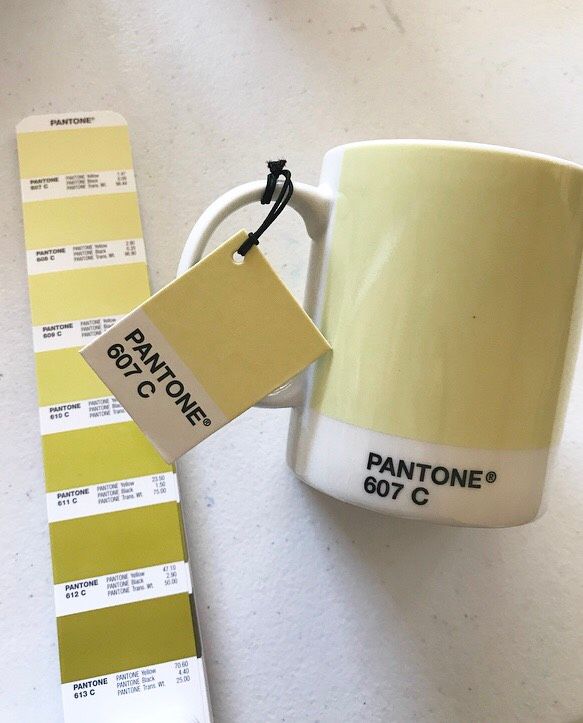 PANTONE®
PANTONE
607 C
PANTONE Yellow 1.47
PANTONE Black
PANTONE Trans. Wt.
PANTONE
608 C
PANTONE Yellow
PANTONE Black
PANTONE Trans. Wt.
PANTONE
609 C
PANTONE
610 C
PANTONE
611 C
PANTONE Yellow 23.50
PANTONE Black 1.50
PANTONE Trans. Wt. 75.00
PANTONE
612 C
PANTONE Yellow 47.10
PANTONE Black 2.90
PANTONE Trans. Wt. 50.00
PANTONE
613 C
PANTONE Yellow 70.60
PANTONE Black 4.40
PANTONE Trans. Wt. 25.00
PANTONE®
607 C
PANTONE®
607 C